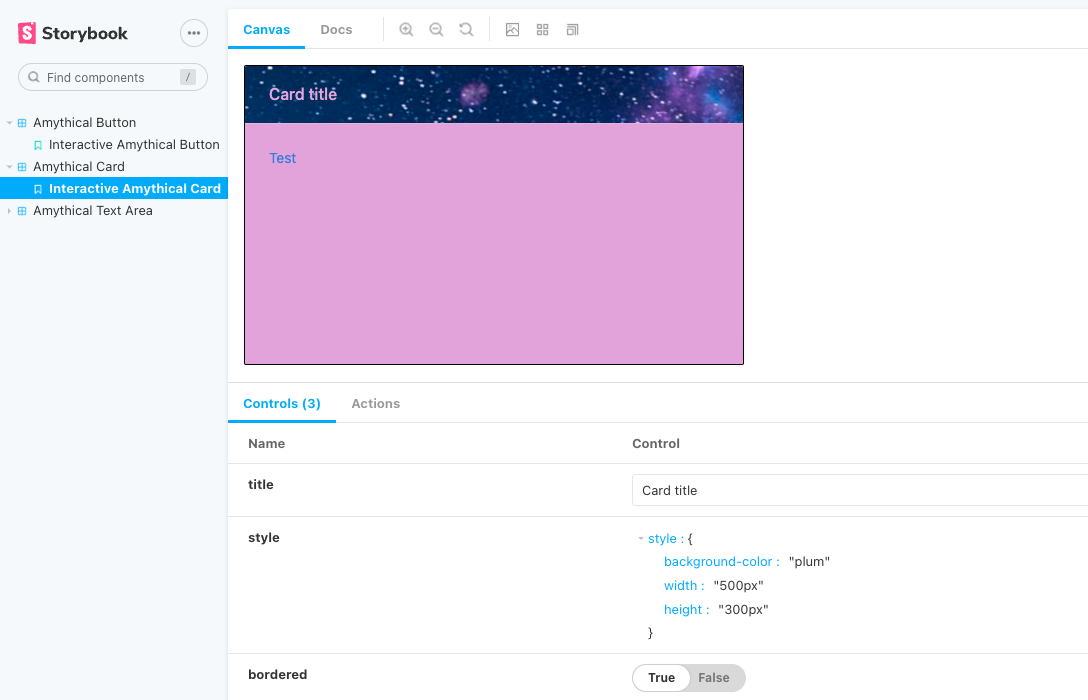 Storybook
Find components
/
Amythical Button
Interactive Amythical Button
Amythical Card
Interactive Amythical Card
Amythical Text Area
Canvas
Docs
Card title
Test
Controls (3)
Actions
Name
Control
title
Card title
style
style : {
background-color : "plum"
width : "500px"
height : "300px"
}
bordered
True
False